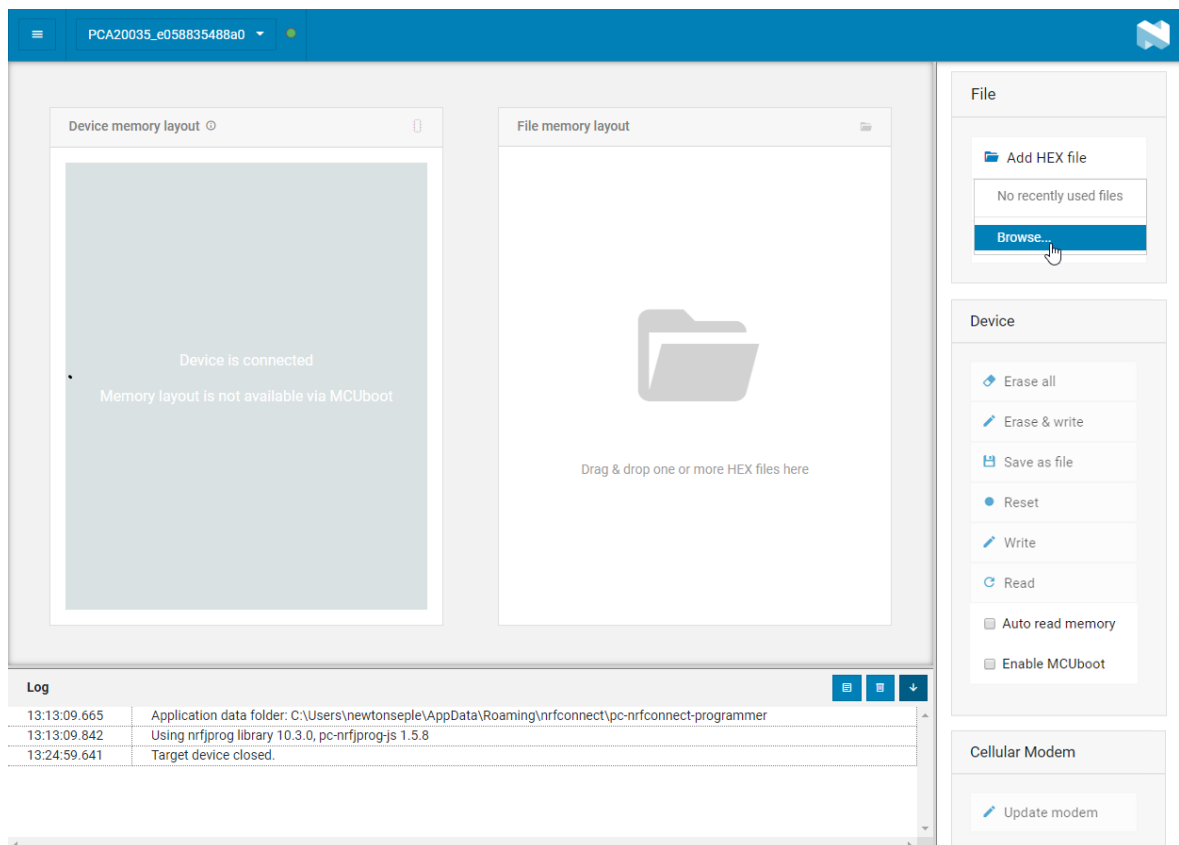 PCA20035_e058835488a0
Device memory layout
File memory layout
Device is connected
Memory layout is not available via MCUboot
Drag & drop one or more HEX files here
File
Add HEX file
No recently used files
Browse...
Device
Erase all
Erase & write
Save as file
Reset
Write
Read
Auto read memory
Enable MCUboot
Cellular Modem
Update modem
Log
13:13:09.665 Application data folder: C:\Users\newtonseple\AppData\Roaming\nrfconnect\pc-nrfconnect-programmer
13:13:09.842 Using nrfjprog library 10.3.0, pc-nrfjprog-js 1.5.8
13:24:59.641 Target device closed.